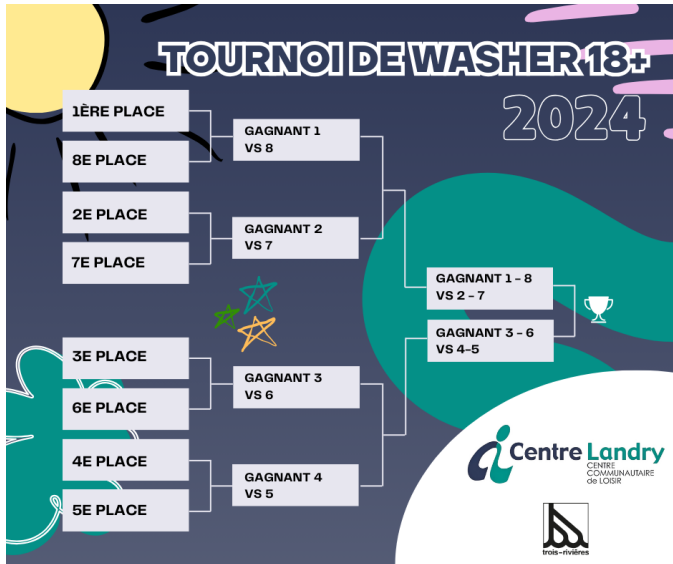 TOURNOI DE WASHER 18+
2024
1ÈRE PLACE
8E PLACE
GAGNANT 1
VS 8
2E PLACE
7E PLACE
GAGNANT 2
VS 7
GAGNANT 1 - 8
VS 2 - 7
GAGNANT 3 - 6
VS 4-5
3E PLACE
6E PLACE
GAGNANT 3
VS 6
4E PLACE
5E PLACE
GAGNANT 4
VS 5
Centre Landry
CENTRE
COMMUNAUTAIRE
de LOISIR
trois-rivières